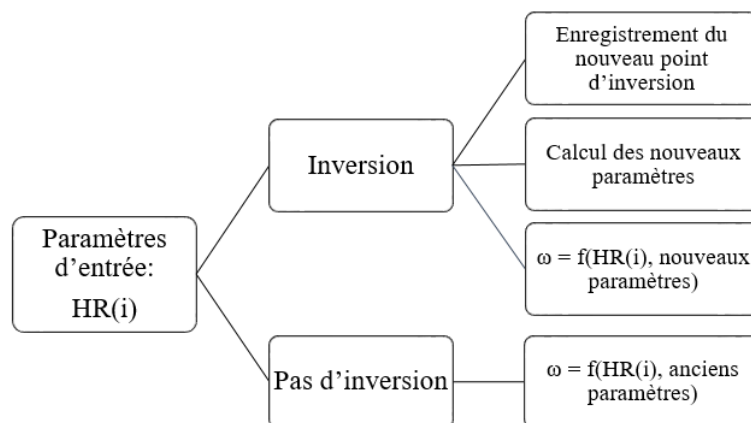 Paramètres
d'entrée:
HR(i)
Inversion
Pas d'inversion
Enregistrement du
nouveau point
d'inversion
Calcul des nouveaux
paramètres
ω = f(HR(i), nouveaux
paramètres)
ω = f(HR(i), anciens
paramètres)